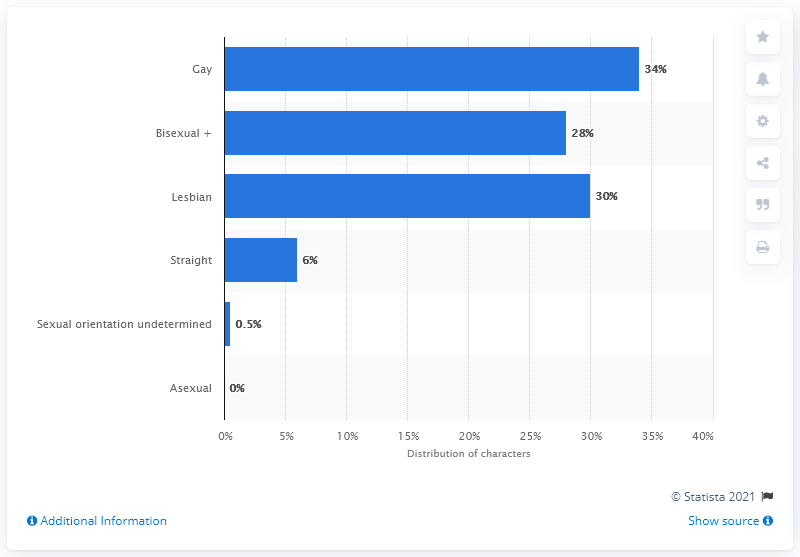 Gay 34%
Bisexual + 28%
Lesbian 30%
Straight 6%
Sexual orientation undetermined 0.5%
Asexual 0%
0% 5% 10% 15% 20% 25% 30% 35% 40%
Distribution of characters
© Statista 2021
Additional Information Show source